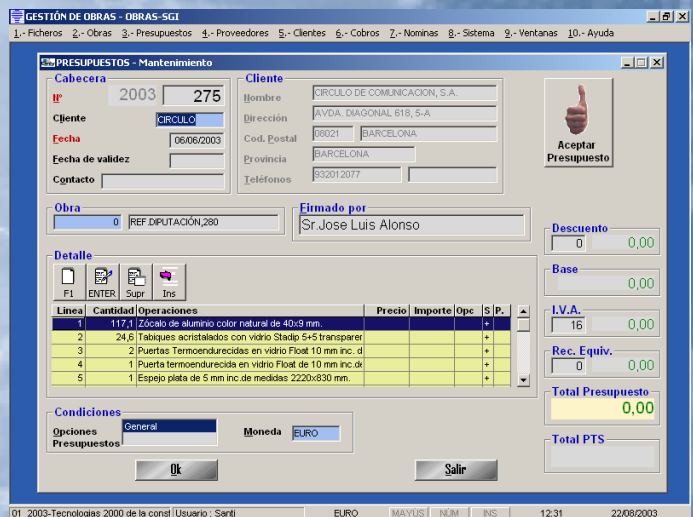 GESTIÓN DE OBRAS - OBRAS-SGI
1.- Ficheros 2.- Obras 3.- Presupuestos 4.- Proveedores 5.- Clientes 6.- Cobros 7.- Nominas 8.- Sistema 9.- Ventanas 10.- Ayuda
PRESUPUESTOS - Mantenimiento
Cabecera
Nº 2003 275
Cljente CIRCULO
Fecha 06/06/2003
Fecha de validez
Contacto
Cliente
Nombre CIRCULO DE COMUNICACION, S.A.
Dirección AVDA. DIAGONAL 618, 5-A
Cod. Postal 08021 BARCELONA
Provincia BARCELONA
Teléfonos 932012077
Aceptar
Presupuesto
Obra
0 REF.DIPUTACIÓN,280
Firmado por
Sr.Jose Luis Alonso
Descuento
0 0,00
Base
0,00
I.V.A.
16 0,00
Rec. Equiv.
0 0,00
Total Presupuesto
0,00
Total PTS
Detalle
F1 ENTER Supr Ins
Línea Cantidad Operaciones Precio Importe Opc S P.
1 117,1 Zócalo de aluminio color natural de 40x9 mm. +
2 24,6 Tabiques acristalados con vidrio Stadip 5+5 transparer +
3 2 Puertas Termoendurecidas en vidrio Float 10 mm inc. d +
4 1 Puerta termoendurecida en vidrio Float de 10 mm inc.de +
5 1 Espejo plata de 5 mm inc.de medidas 2220x830 mm. +
Condiciones
Opciones
Presupuestos
General
Moneda EURO
Ok
Salir
01 2003-Tecnologias 2000 de la const Usuario : Santi EURO MAYÚS NÚM INS 12:31 22/08/2003